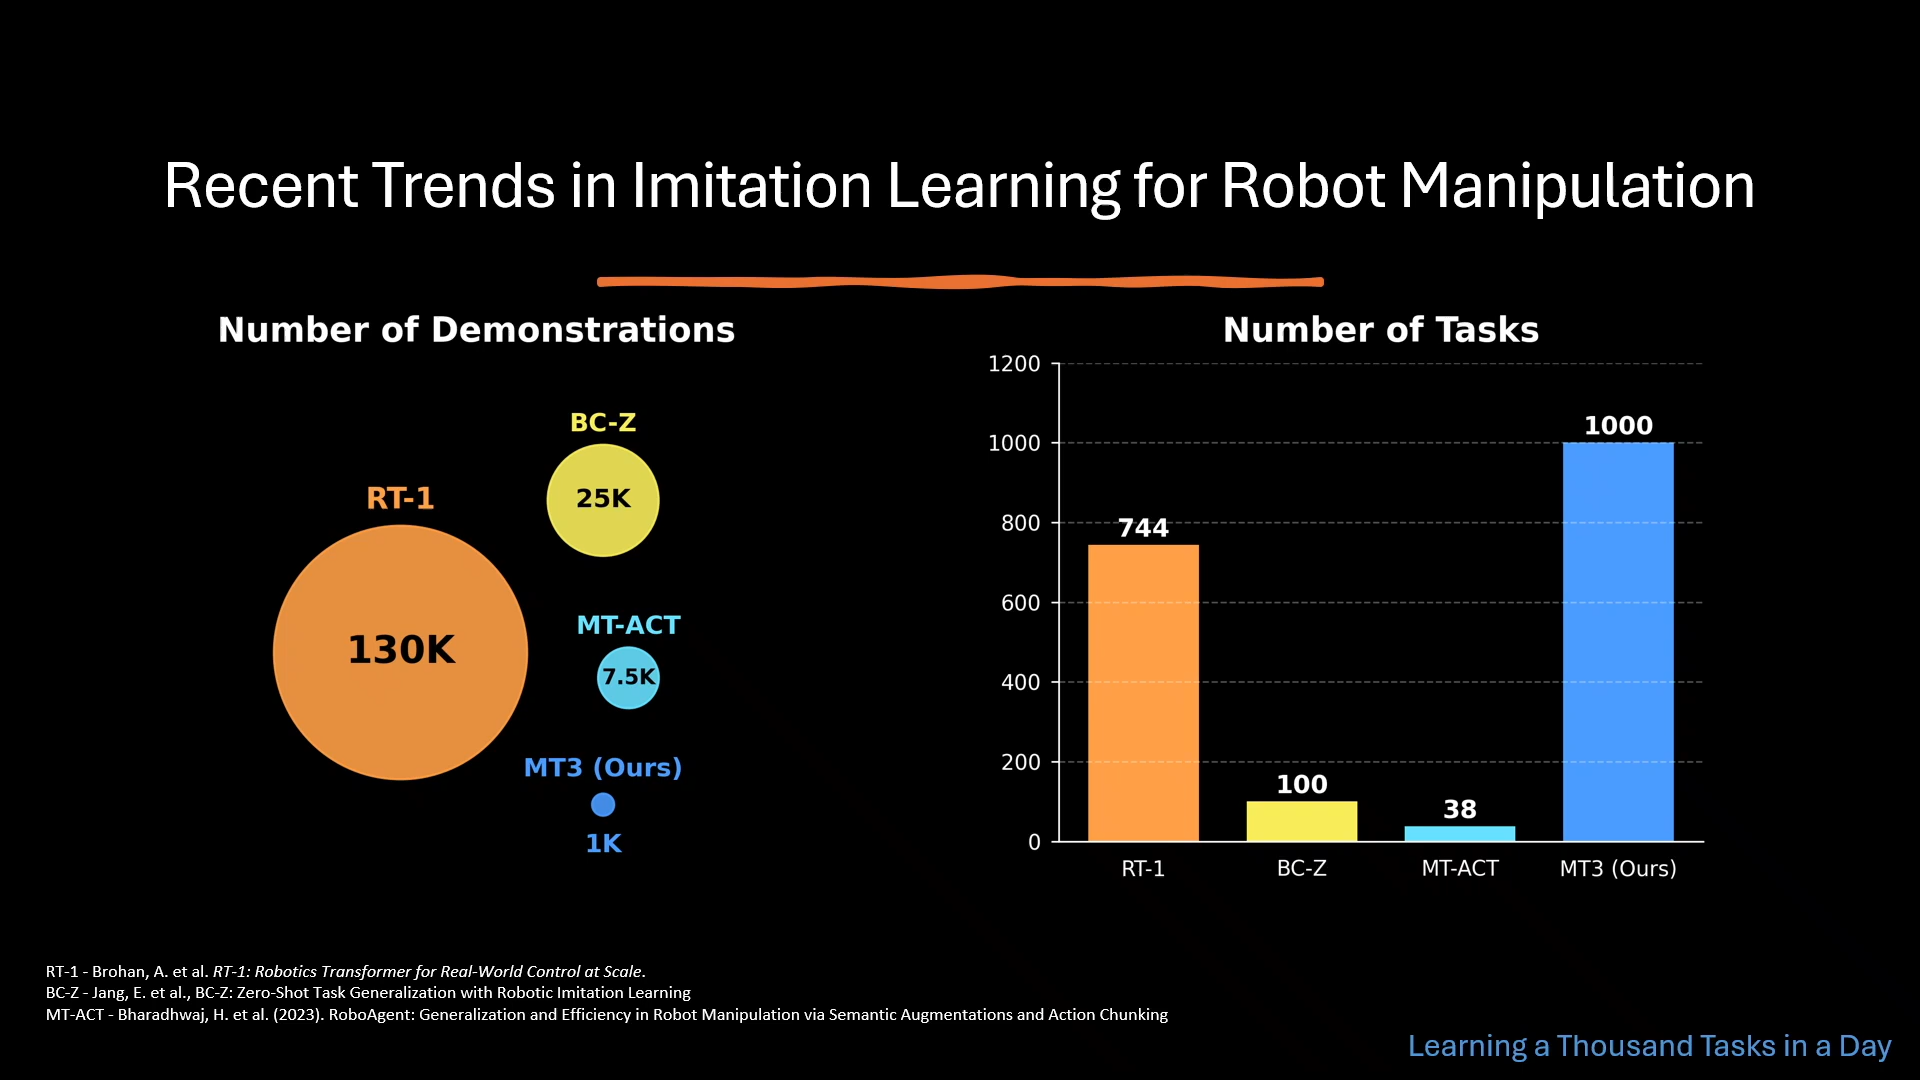 Recent Trends in Imitation Learning for Robot Manipulation
Number of Demonstrations
BC-Z
25K
RT-1
130K
MT-ACT
7.5K
MT3 (Ours)
1K
Number of Tasks
1200
1000
800
600
400
200
0
744
100
38
1000
RT-1
BC-Z
MT-ACT
MT3 (Ours)
RT-1 - Brohan, A. et al. RT-1: Robotics Transformer for Real-World Control at Scale.
BC-Z - Jang, E. et al., BC-Z: Zero-Shot Task Generalization with Robotic Imitation Learning
MT-ACT - Bharadhwaj, H. et al. (2023). RoboAgent: Generalization and Efficiency in Robot Manipulation via Semantic Augmentations and Action Chunking
Learning a Thousand Tasks in a Day